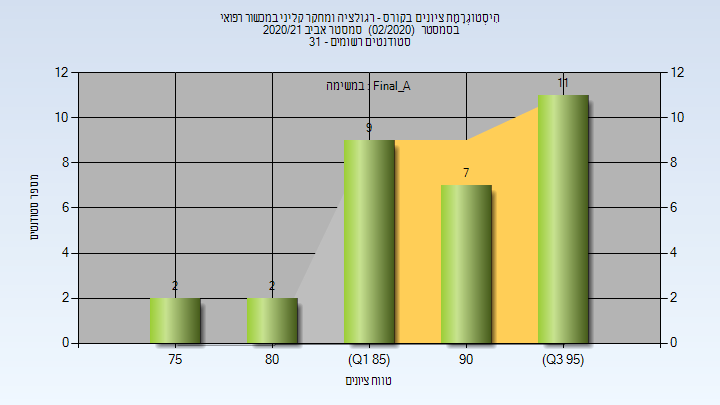 היסטוגרמת ציונים בקורס - רגולציה ומחקר קליני במכשור רפואי
בסמסטר (02/2020) סמסטר אביב 2020/21
סטודנטים רשומים - 31
במשימה : Final_A
12 12
10 10
8 8
6 6
4 4
2 2
0 0
מספר סטודנטים
2 2 9 7 11
75 80 (Q1 85) 90 (Q3 95)
טווח ציונים